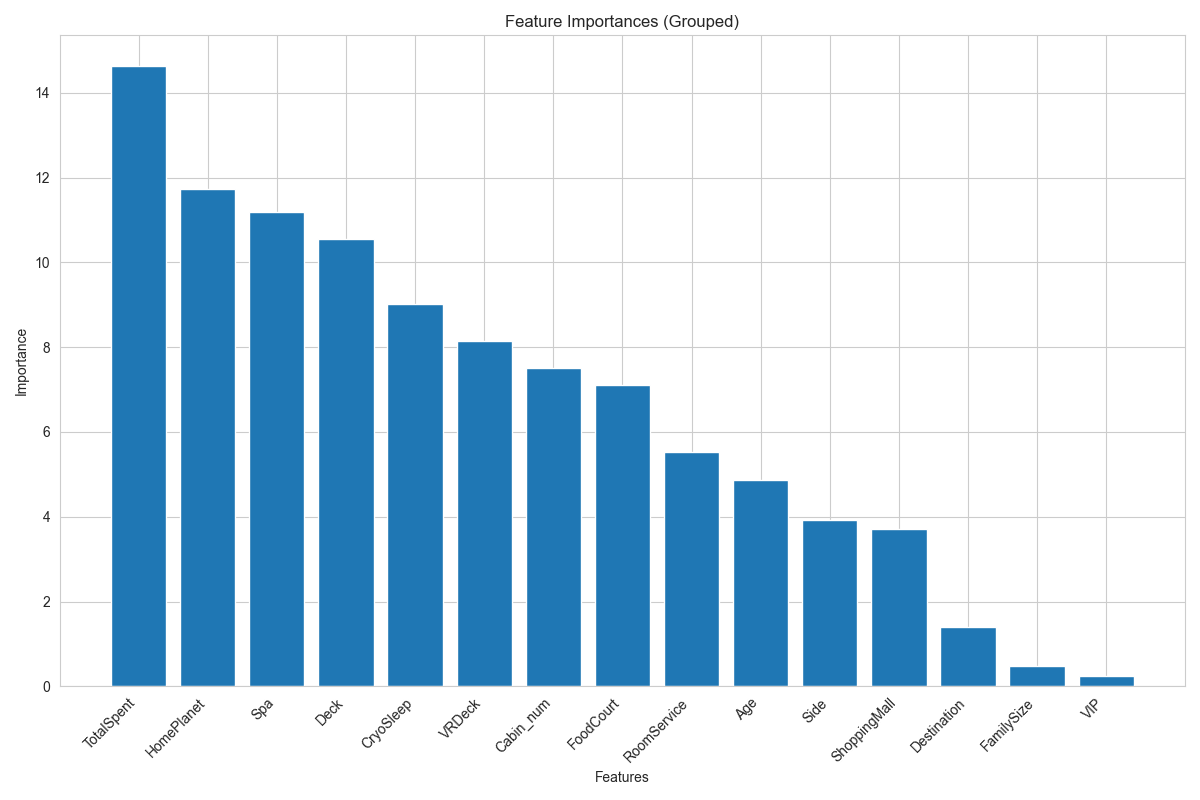 Feature Importances (Grouped)
14
12
10
8
6
4
2
0
Importance
TotalSpent
HomePlanet
Spa
Deck
CryoSleep
VRDeck
Cabin_num
FoodCourt
RoomService
Age
Side
ShoppingMall
Destination
FamilySize
VIP
Features